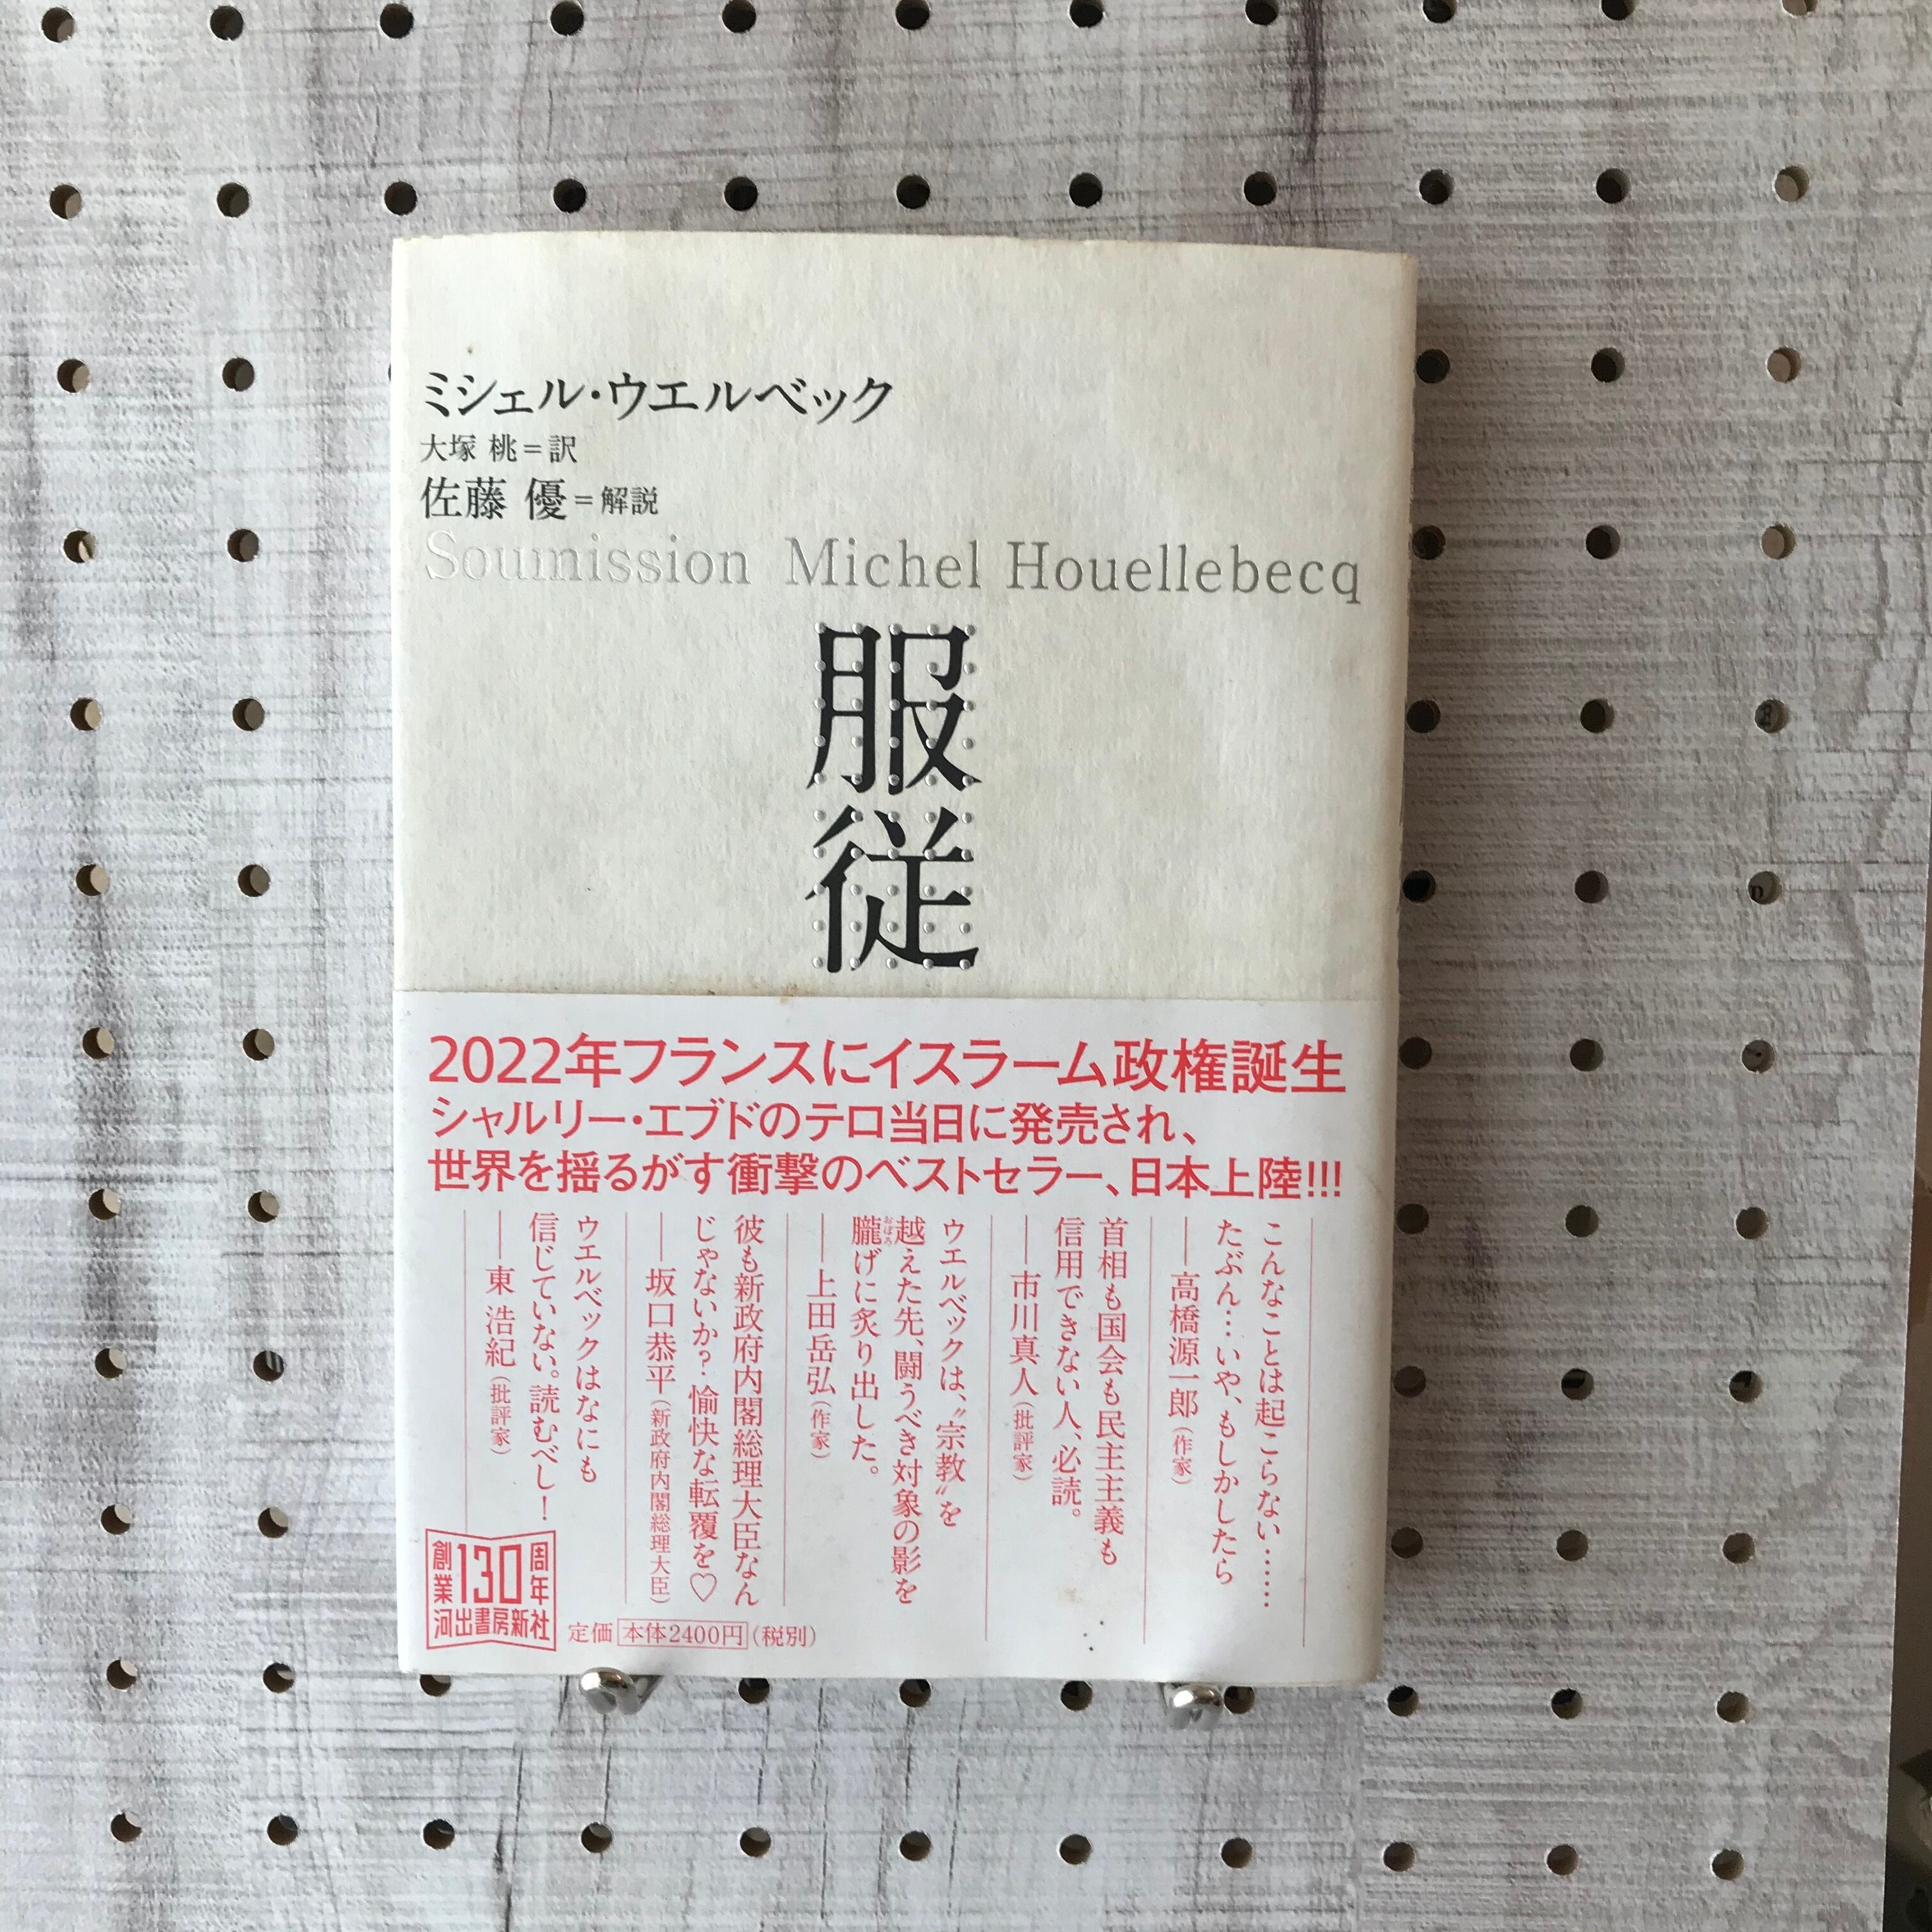 ミシェル・ウエルベック
大塚 桃=訳
佐藤 優=解説
Soumission Michel Houellebecq
服従
2022年フランスにイスラーム政権誕生
シャルリー・エブドのテロ当日に発売され、
世界を揺るがす衝撃のベストセラー、日本上陸!!!
こんなことは起こらない……
たぶん…いや、もしかしたら
——高橋源一郎(作家)
首相も国会も民主主義も
信用できない人、必読。
——市川真人(批評家)
ウエルベックは、〝宗教〟を
越えた先、闘うべき対象の影を
朧げに炙り出した。
おぼろ
——上田岳弘(作家)
彼も新政府内閣総理大臣なん
じゃないか? 愉快な転覆を♡
——坂口恭平(新政府内閣総理大臣)
ウエルベックはなにも
信じていない。読むべし!
——東 浩紀(批評家)
創業130周年
河出書房新社
定価 本体2400円(税別)